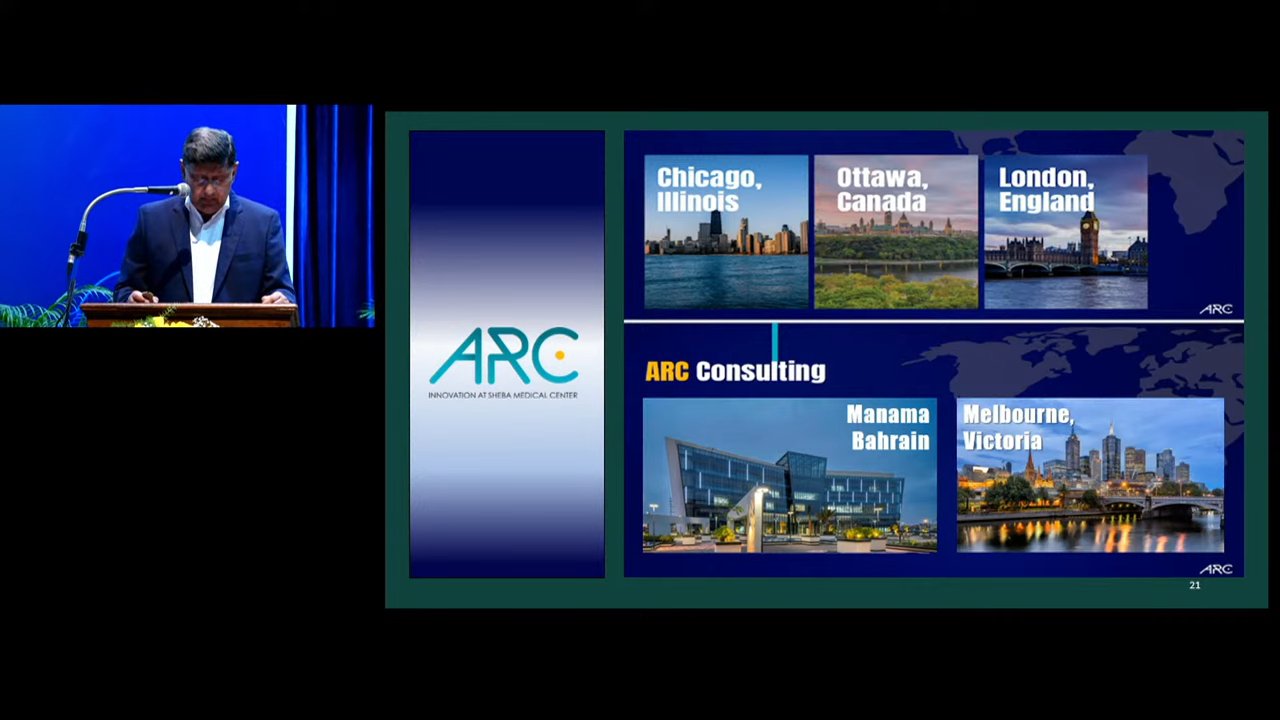 Chicago,
Illinois
Ottawa,
Canada
London,
England
ARC
ARC
INNOVATION AT SHEBA MEDICAL CENTER
ARC Consulting
Manama
Bahrain
Melbourne,
Victoria
ARC
21